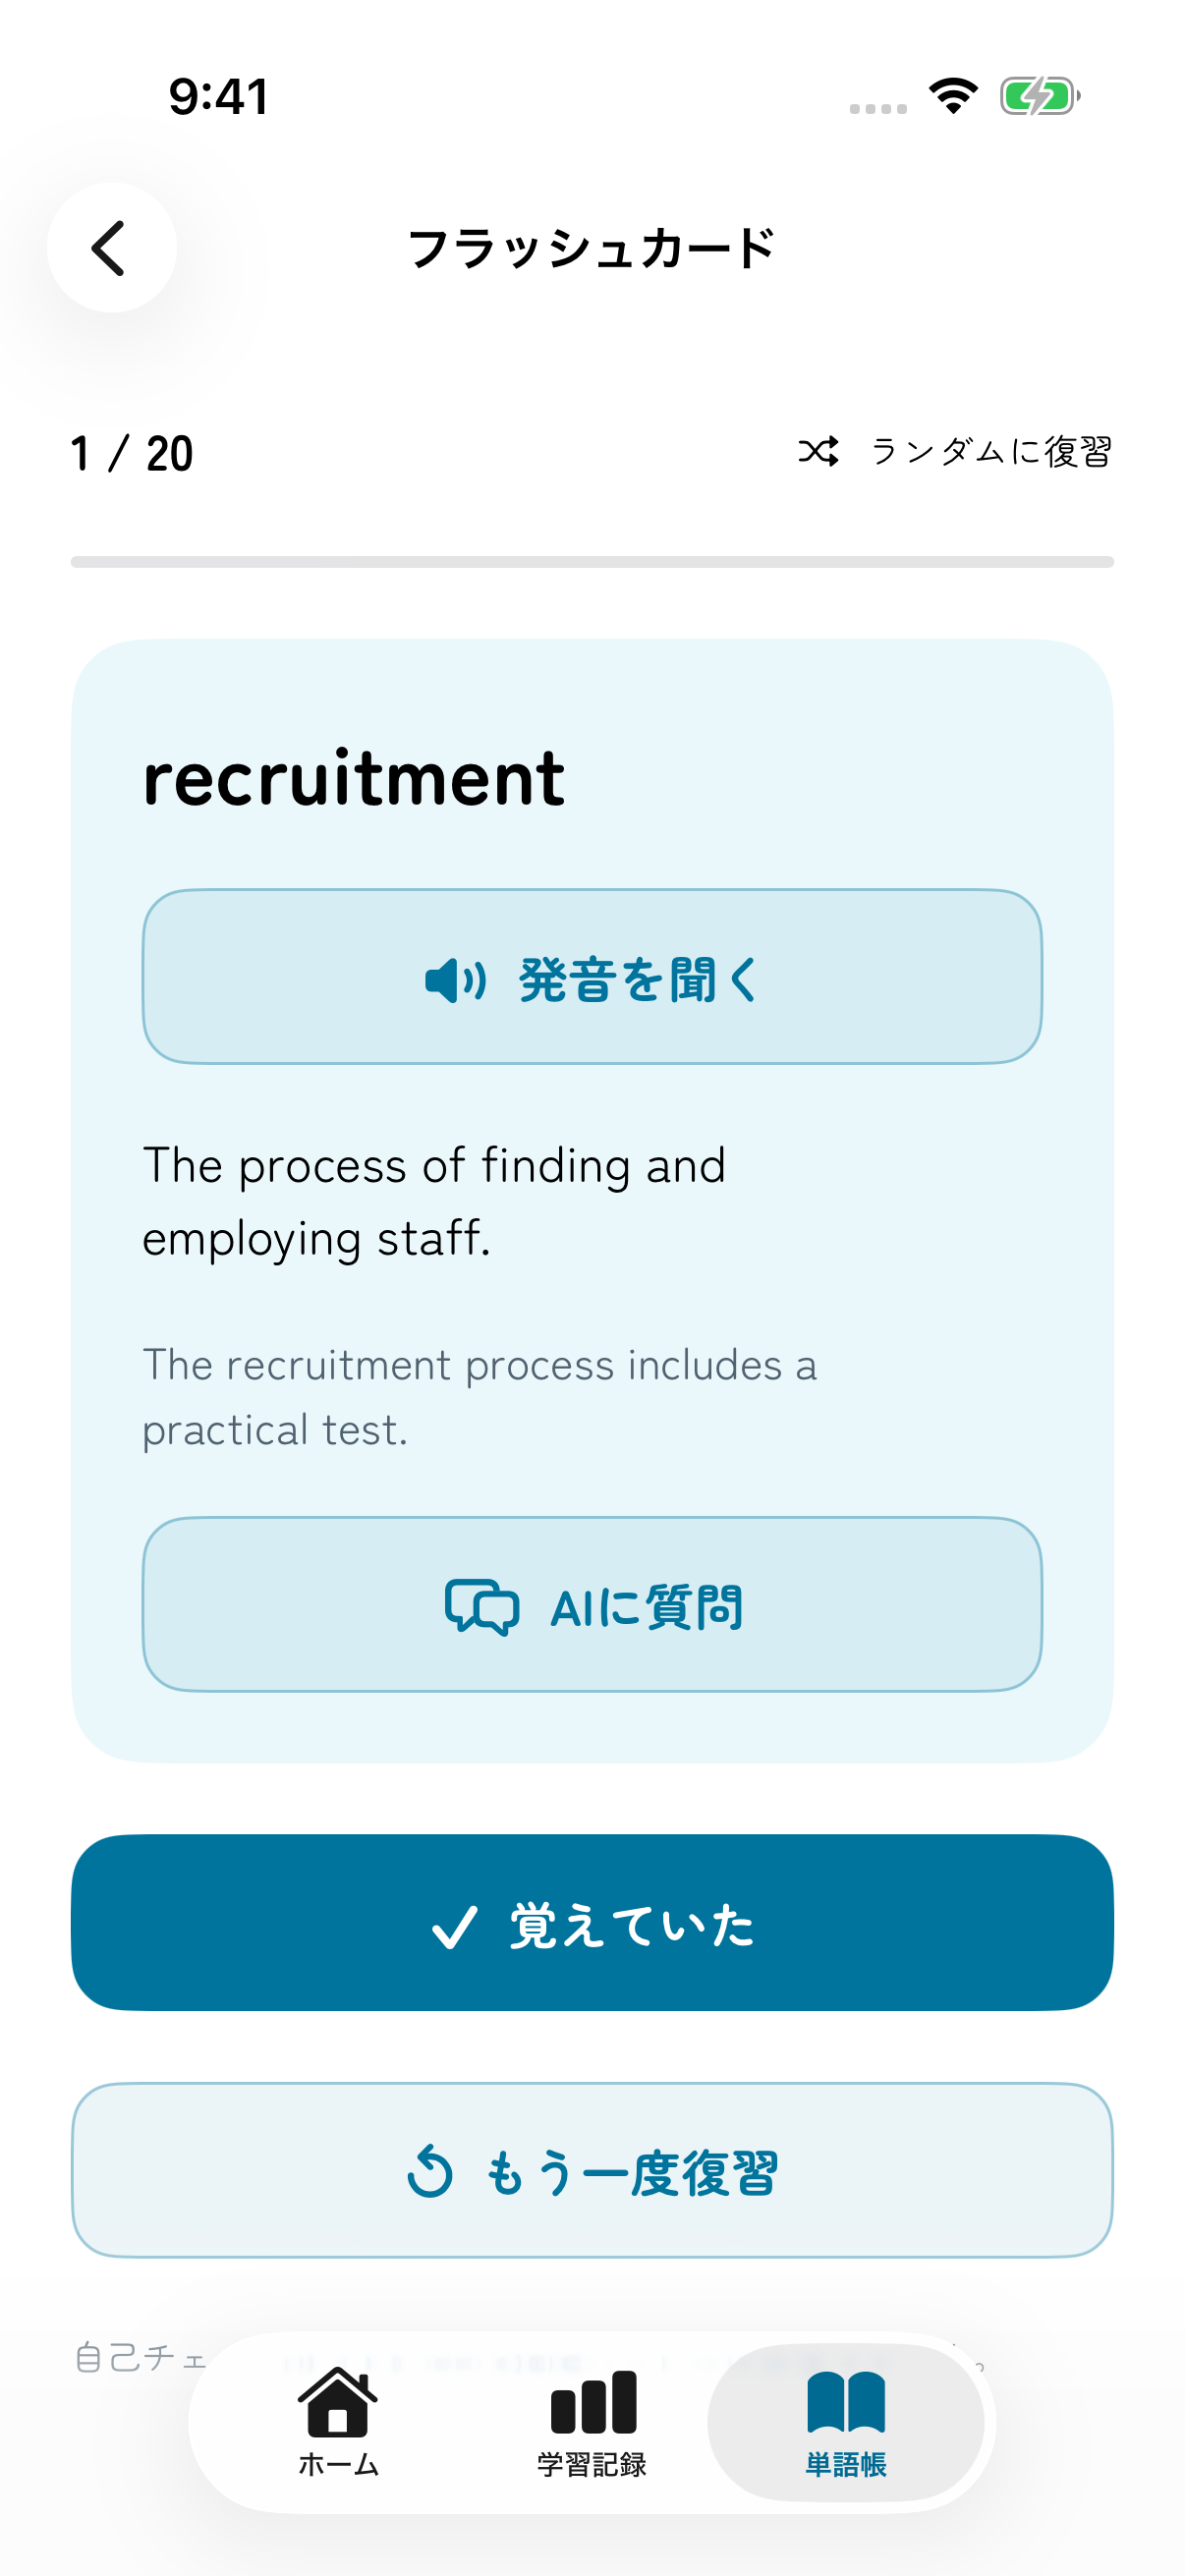 9:41
フラッシュカード
1 / 20
ランダムに復習
recruitment
発音を聞く
The process of finding and
employing staff.
The recruitment process includes a
practical test.
AIに質問
覚えていた
もう一度復習
自己チェ
ホーム
学習記録
単語帳